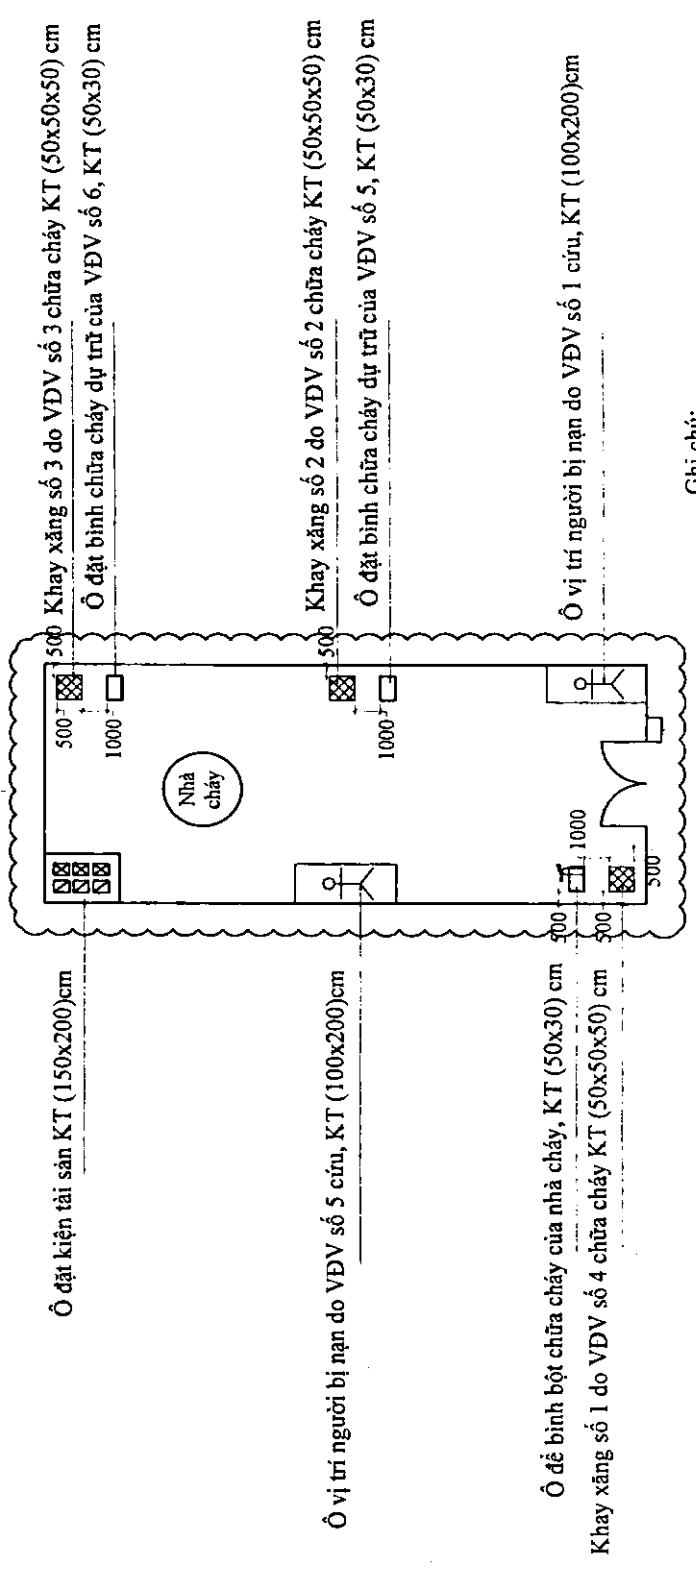 500 Khay xăng số 3 do VĐV số 3 chữa cháy KT (50x50x50) cm
Ô đặt bình chữa cháy dự trữ của VĐV số 6, KT (50x30) cm
500
1000
Khay xăng số 2 do VĐV số 2 chữa cháy KT (50x50x50) cm
500
Ô đặt bình chữa cháy dự trữ của VĐV số 5, KT (50x30) cm
1000
Ô vị trí người bị nạn do VĐV số 1 cứu, KT (100x200)cm
Nhà
cháy
Ô đặt kiện tài sản KT (150x200)cm
Ô vị trí người bị nạn do VĐV số 5 cứu, KT (100x200)cm
Ô để bình bột chữa cháy của nhà cháy, KT (50x30) cm
500
1000
Khay xăng số 1 do VĐV số 4 chữa cháy KT (50x50x50) cm
500
500
Ghi chú: